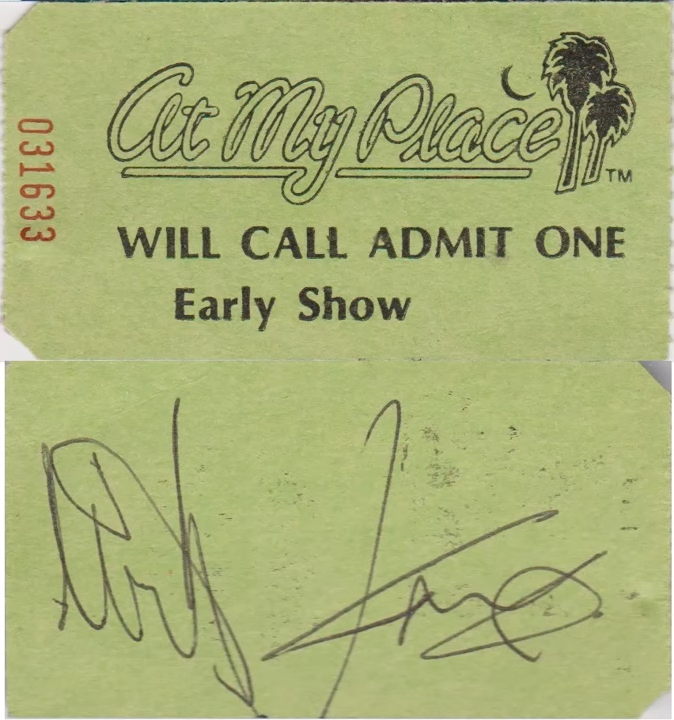 031633
At My Place
TM
WILL CALL ADMIT ONE
Early Show